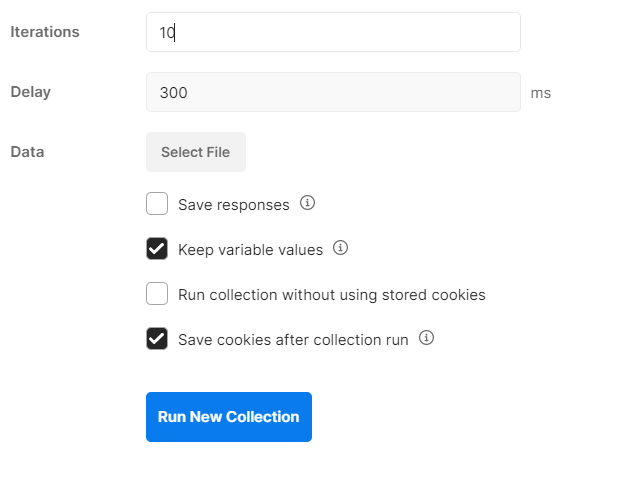 Iterations 10
Delay 300 ms
Data Select File
Save responses
Keep variable values
Run collection without using stored cookies
Save cookies after collection run
Run New Collection